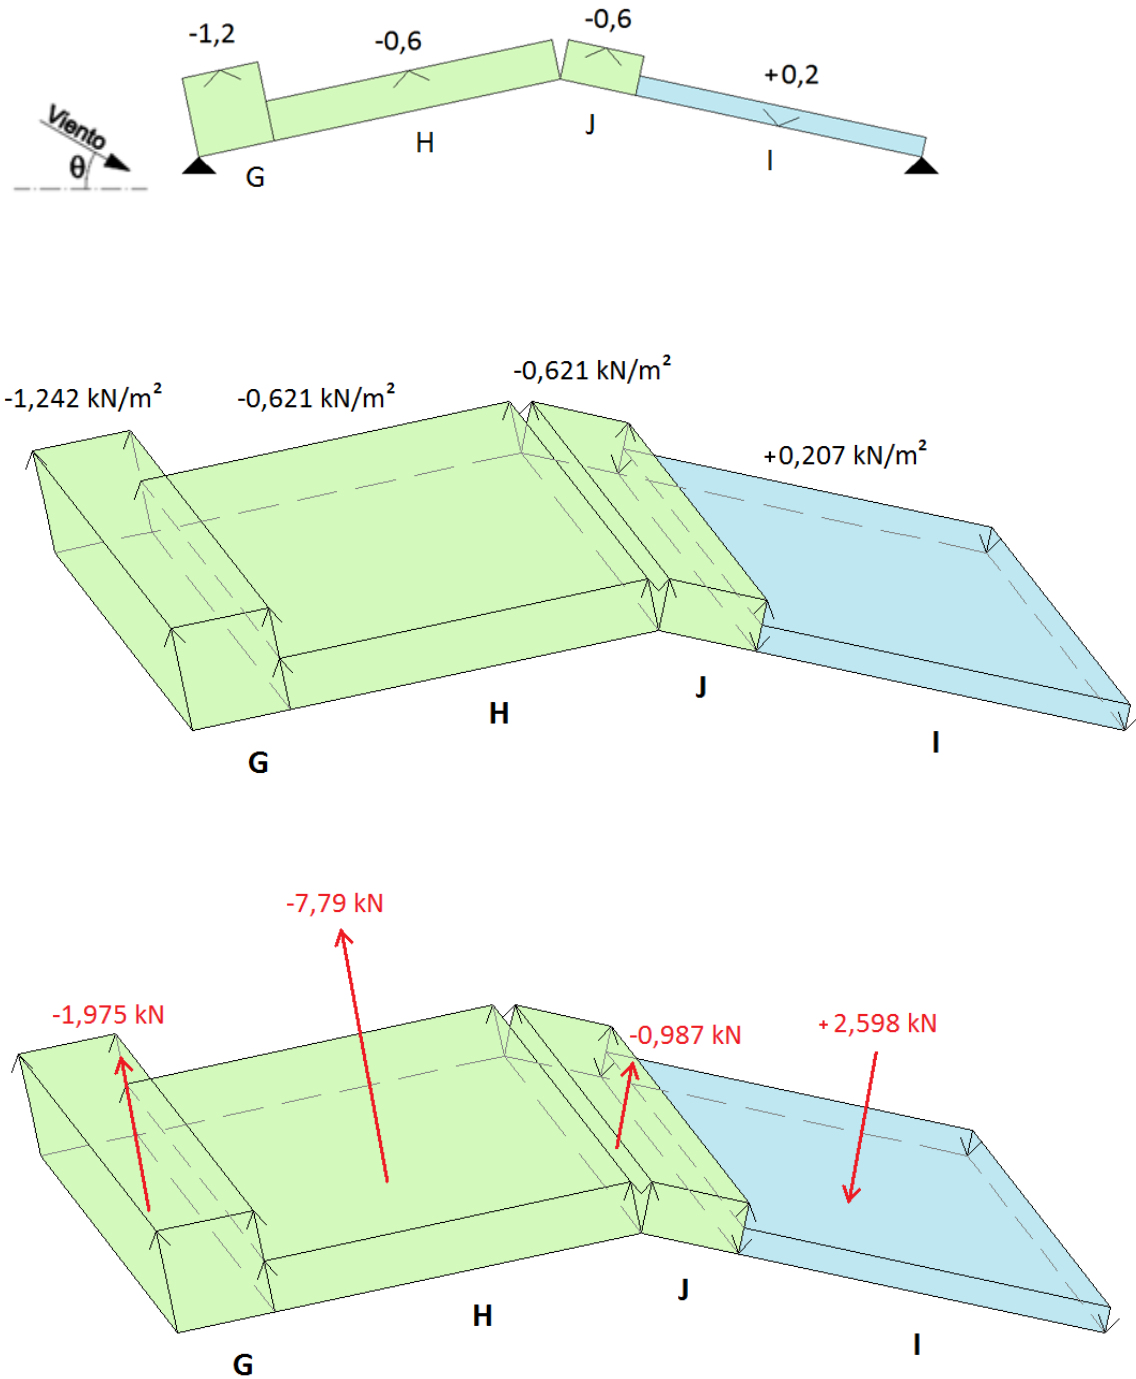 -1,2
-0,6
-0,6
+0,2
Viento
θ
G
H
J
I
-1,242 kN/m²
-0,621 kN/m²
-0,621 kN/m²
+0,207 kN/m²
G
H
J
I
-7,79 kN
-1,975 kN
-0,987 kN
+ 2,598 kN
G
H
J
I